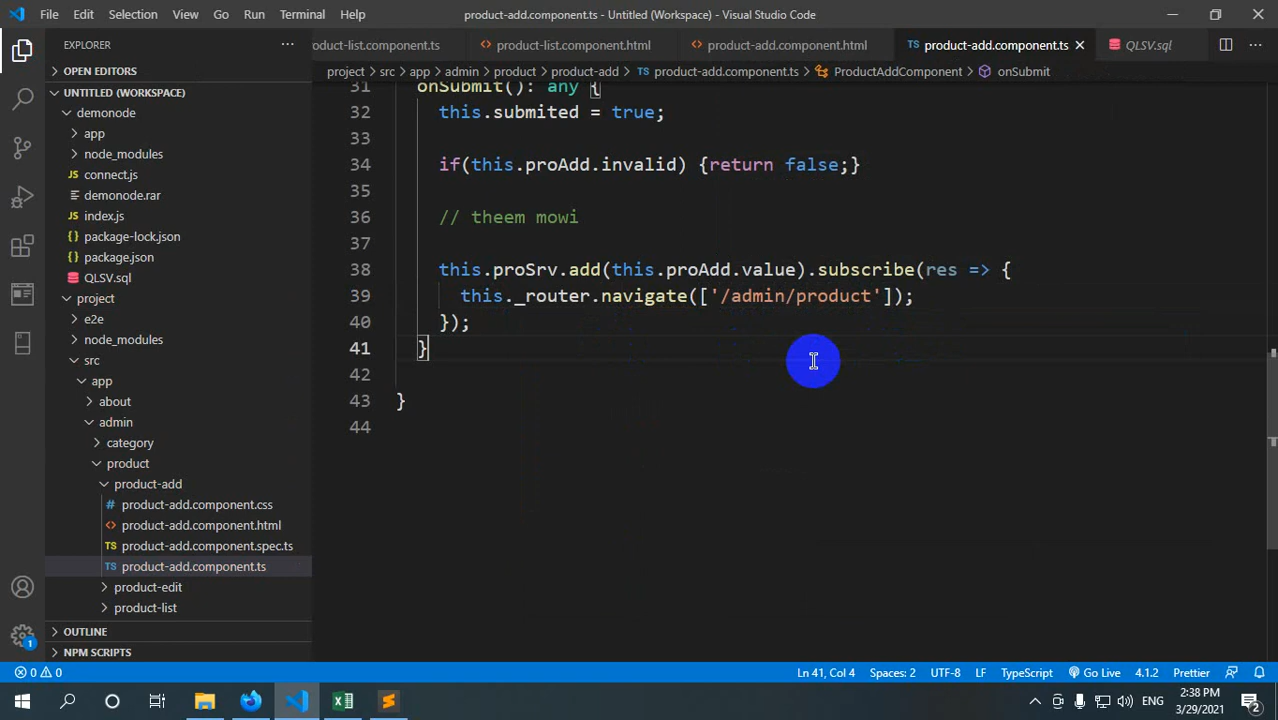 File Edit Selection View Go Run Terminal Help product-add.component.ts - Untitled (Workspace) - Visual Studio Code
EXPLORER
oduct-list.component.ts product-list.component.html product-add.component.html product-add.component.ts QLSV.sql
OPEN EDITORS
project > src > app > admin > product > product-add > product-add.component.ts > ProductAddComponent > onSubmit
UNTITLED (WORKSPACE)
demonode
app
node_modules
connect.js
demonode.rar
index.js
package-lock.json
package.json
QLSV.sql
project
e2e
node_modules
src
app
about
admin
category
product
product-add
product-add.component.css
product-add.component.html
product-add.component.spec.ts
product-add.component.ts
product-edit
product-list
OUTLINE
NPM SCRIPTS
31 onSubmit(): any {
32 this.submited = true;
33
34 if(this.proAdd.invalid) {return false;}
35
36 // theem mowi
37
38 this.proSrv.add(this.proAdd.value).subscribe(res => {
39 this._router.navigate(['/admin/product']);
40 });
41 }
42
43 }
44
1
0 0 Ln 41, Col 4 Spaces: 2 UTF-8 LF TypeScript Go Live 4.1.2 Prettier
ENG 2:38 PM
3/29/2021 2